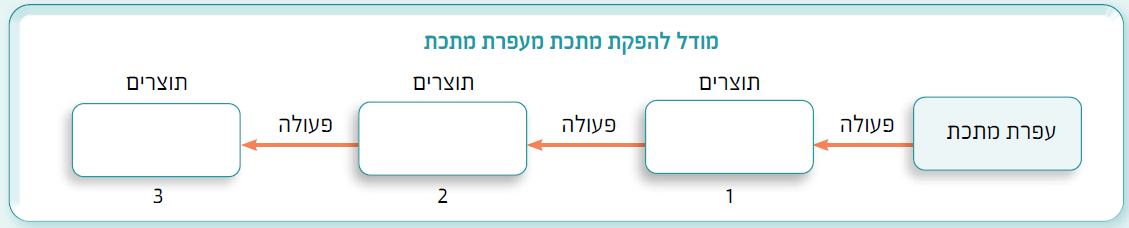 מודל להפקת מתכת מעפרת מתכת
תוצרים
תוצרים
תוצרים
עפרת מתכת
פעולה
פעולה
פעולה
1
2
3